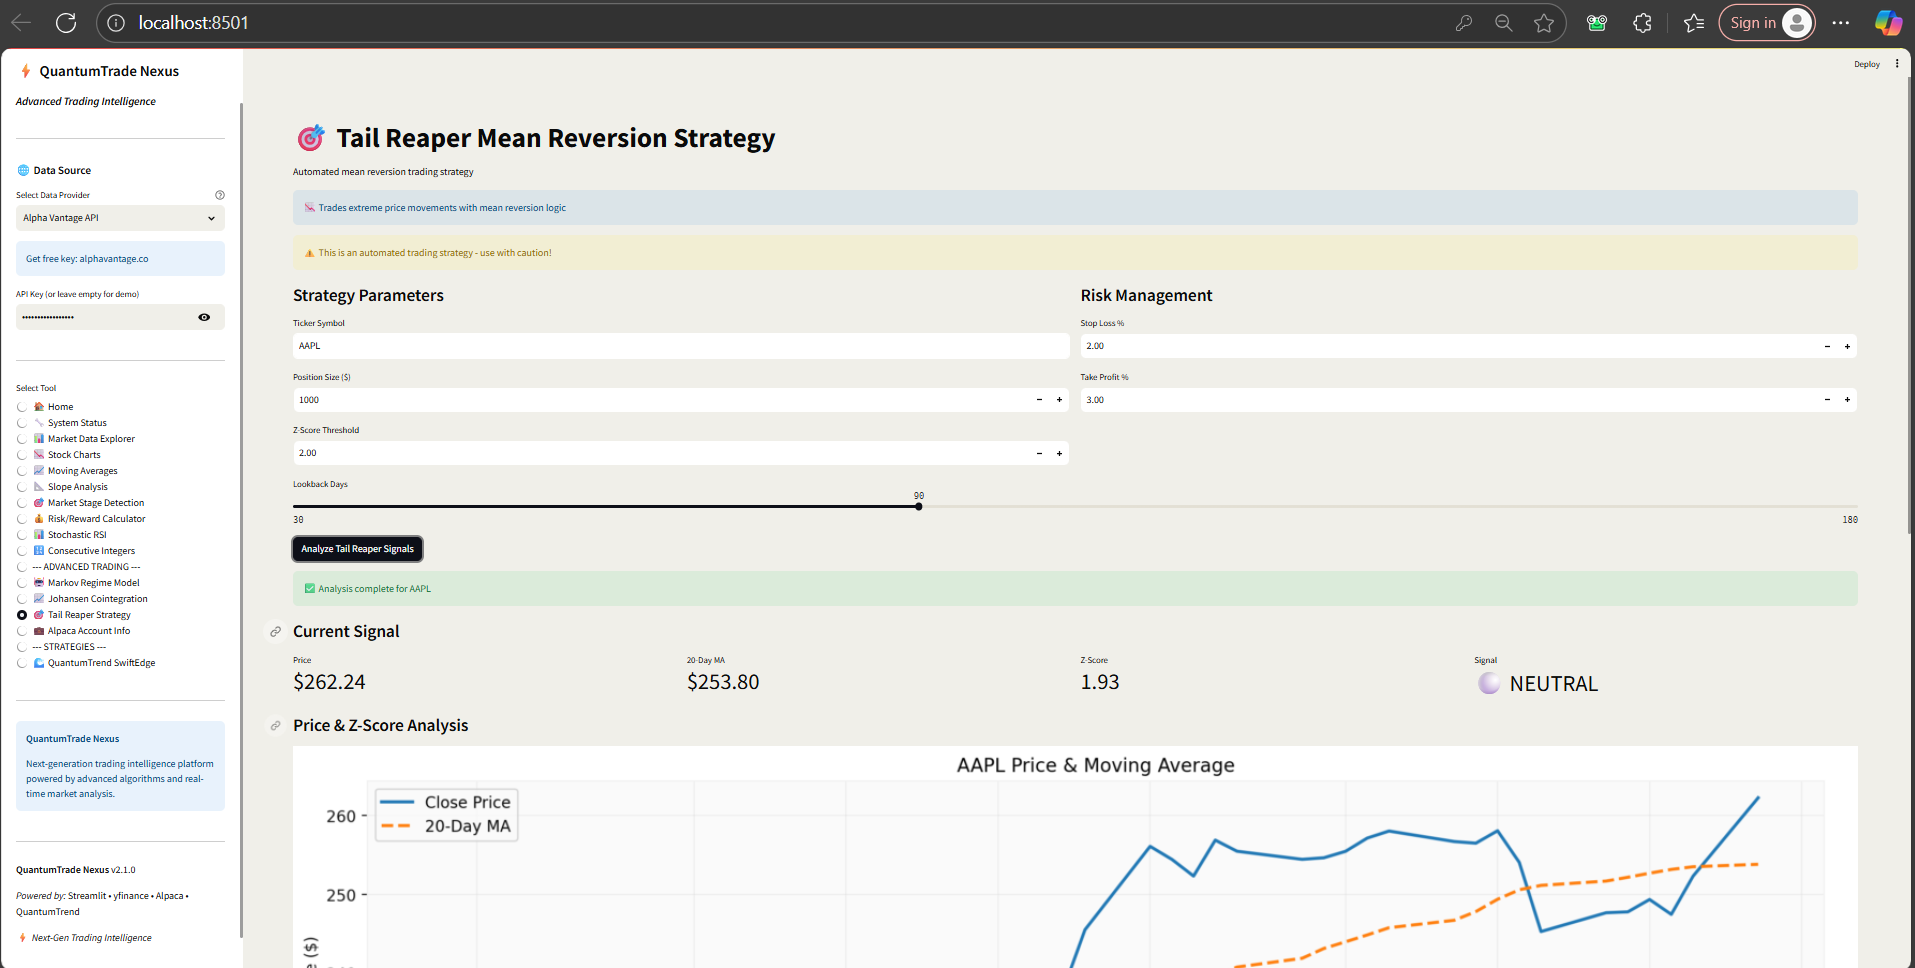 localhost:8501
Sign in
QuantumTrade Nexus
Advanced Trading Intelligence
Data Source
Select Data Provider
Alpha Vantage API
Get free key: alphavantage.co
API Key (or leave empty for demo)
••••••••••••••••
Select Tool
Home
System Status
Market Data Explorer
Stock Charts
Moving Averages
Slope Analysis
Market Stage Detection
Risk/Reward Calculator
Stochastic RSI
Consecutive Integers
--- ADVANCED TRADING ---
Markov Regime Model
Johansen Cointegration
Tail Reaper Strategy
Alpaca Account Info
--- STRATEGIES ---
QuantumTrend SwiftEdge
QuantumTrade Nexus
Next-generation trading intelligence platform
powered by advanced algorithms and real-
time market analysis.
QuantumTrade Nexus v2.1.0
Powered by: Streamlit • yfinance • Alpaca •
QuantumTrend
Next-Gen Trading Intelligence
Deploy
Tail Reaper Mean Reversion Strategy
Automated mean reversion trading strategy
Trades extreme price movements with mean reversion logic
This is an automated trading strategy - use with caution!
Strategy Parameters
Ticker Symbol
AAPL
Position Size ($)
1000
Z-Score Threshold
2.00
Risk Management
Stop Loss %
2.00
Take Profit %
3.00
Lookback Days
90
30
180
Analyze Tail Reaper Signals
Analysis complete for AAPL
Current Signal
Price
$262.24
20-Day MA
$253.80
Z-Score
1.93
Signal
NEUTRAL
Price & Z-Score Analysis
AAPL Price & Moving Average
Close Price
20-Day MA
260
250
($)